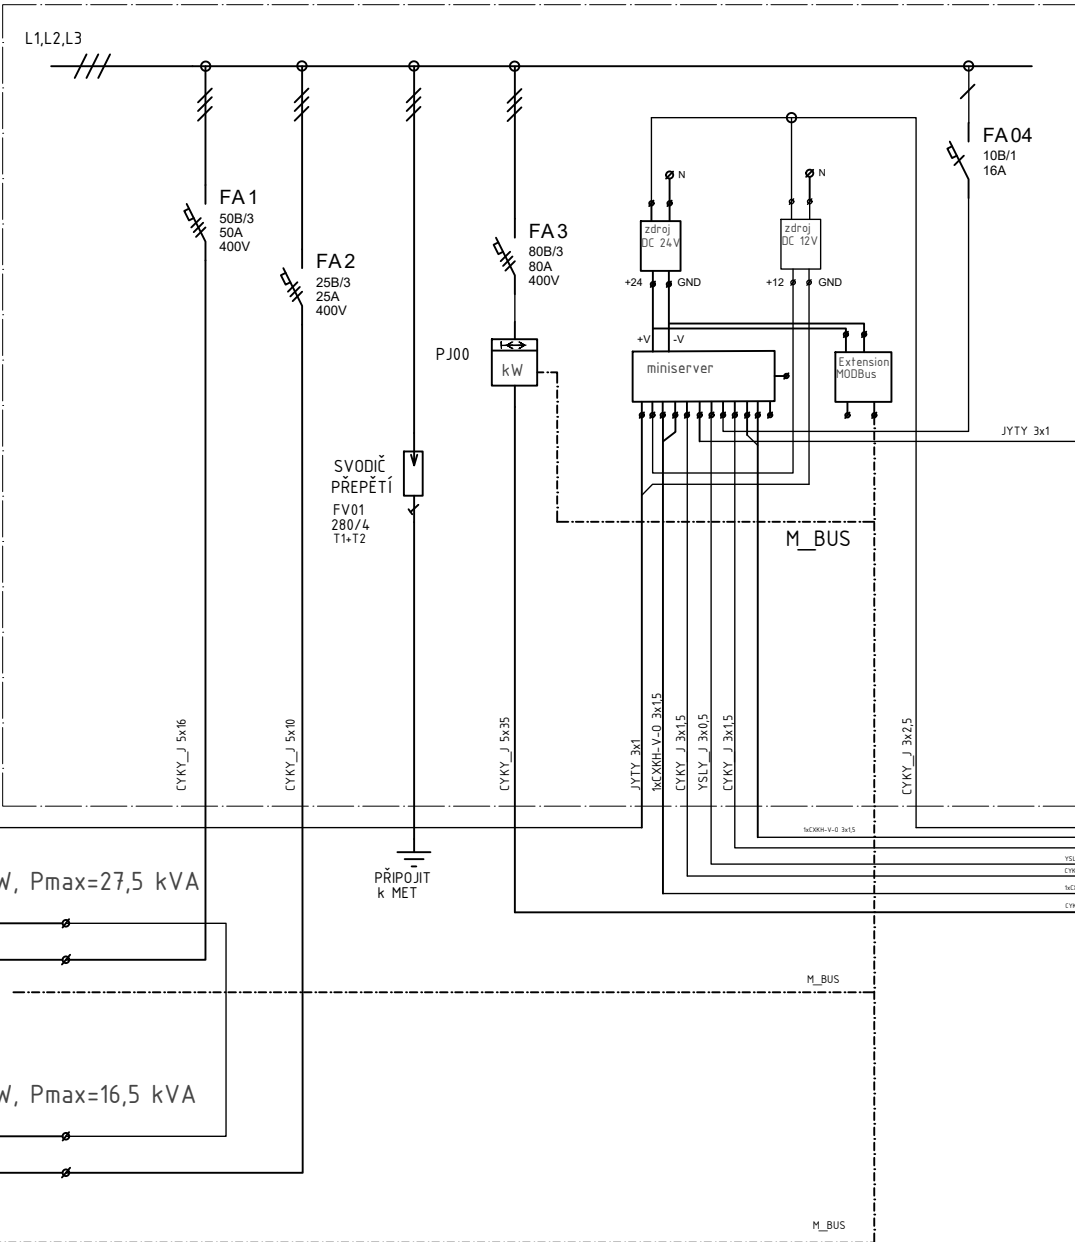 L1,L2,L3
FA04
10B/1
16A
N
N
FA1
50B/3
50A
400V
FA2
25B/3
25A
400V
FA3
80B/3
80A
400V
zdroj
DC 24V
zdroj
DC 12V
+24
GND
+12
GND
+V
-V
PJ00
kW
miniserver
Extension
MODBus
JYTY 3x1
SVODIČ
PŘEPĚTÍ
FV01
280/4
T1+T2
M_BUS
CYKY_J 5x16
CYKY_J 5x10
CYKY_J 5x35
JYTY 3x1
1xCXKH-V-O 3x1,5
CYKY_J 3x1,5
YSLY_J 3x0,5
CYKY_J 3x1,5
CYKY_J 3x2,5
1xCXKH-V-O 3x1,5
PŘIPOJIT
k MET
W, Pmax=27,5 kVA
M_BUS
W, Pmax=16,5 kVA
M_BUS